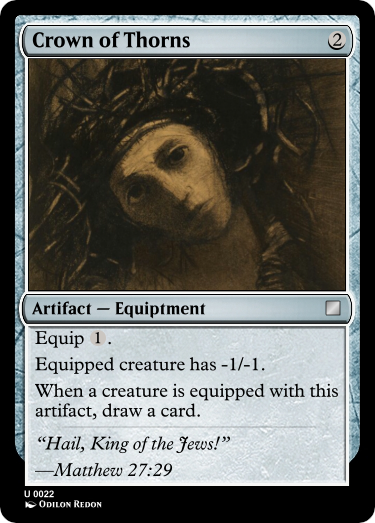 Crown of Thorns 2
Artifact — Equiptment
Equip 1 .
Equipped creature has -1/-1.
When a creature is equipped with this
artifact, draw a card.
“Hail, King of the Jews!”
—Matthew 27:29
U 0022
Odilon Redon